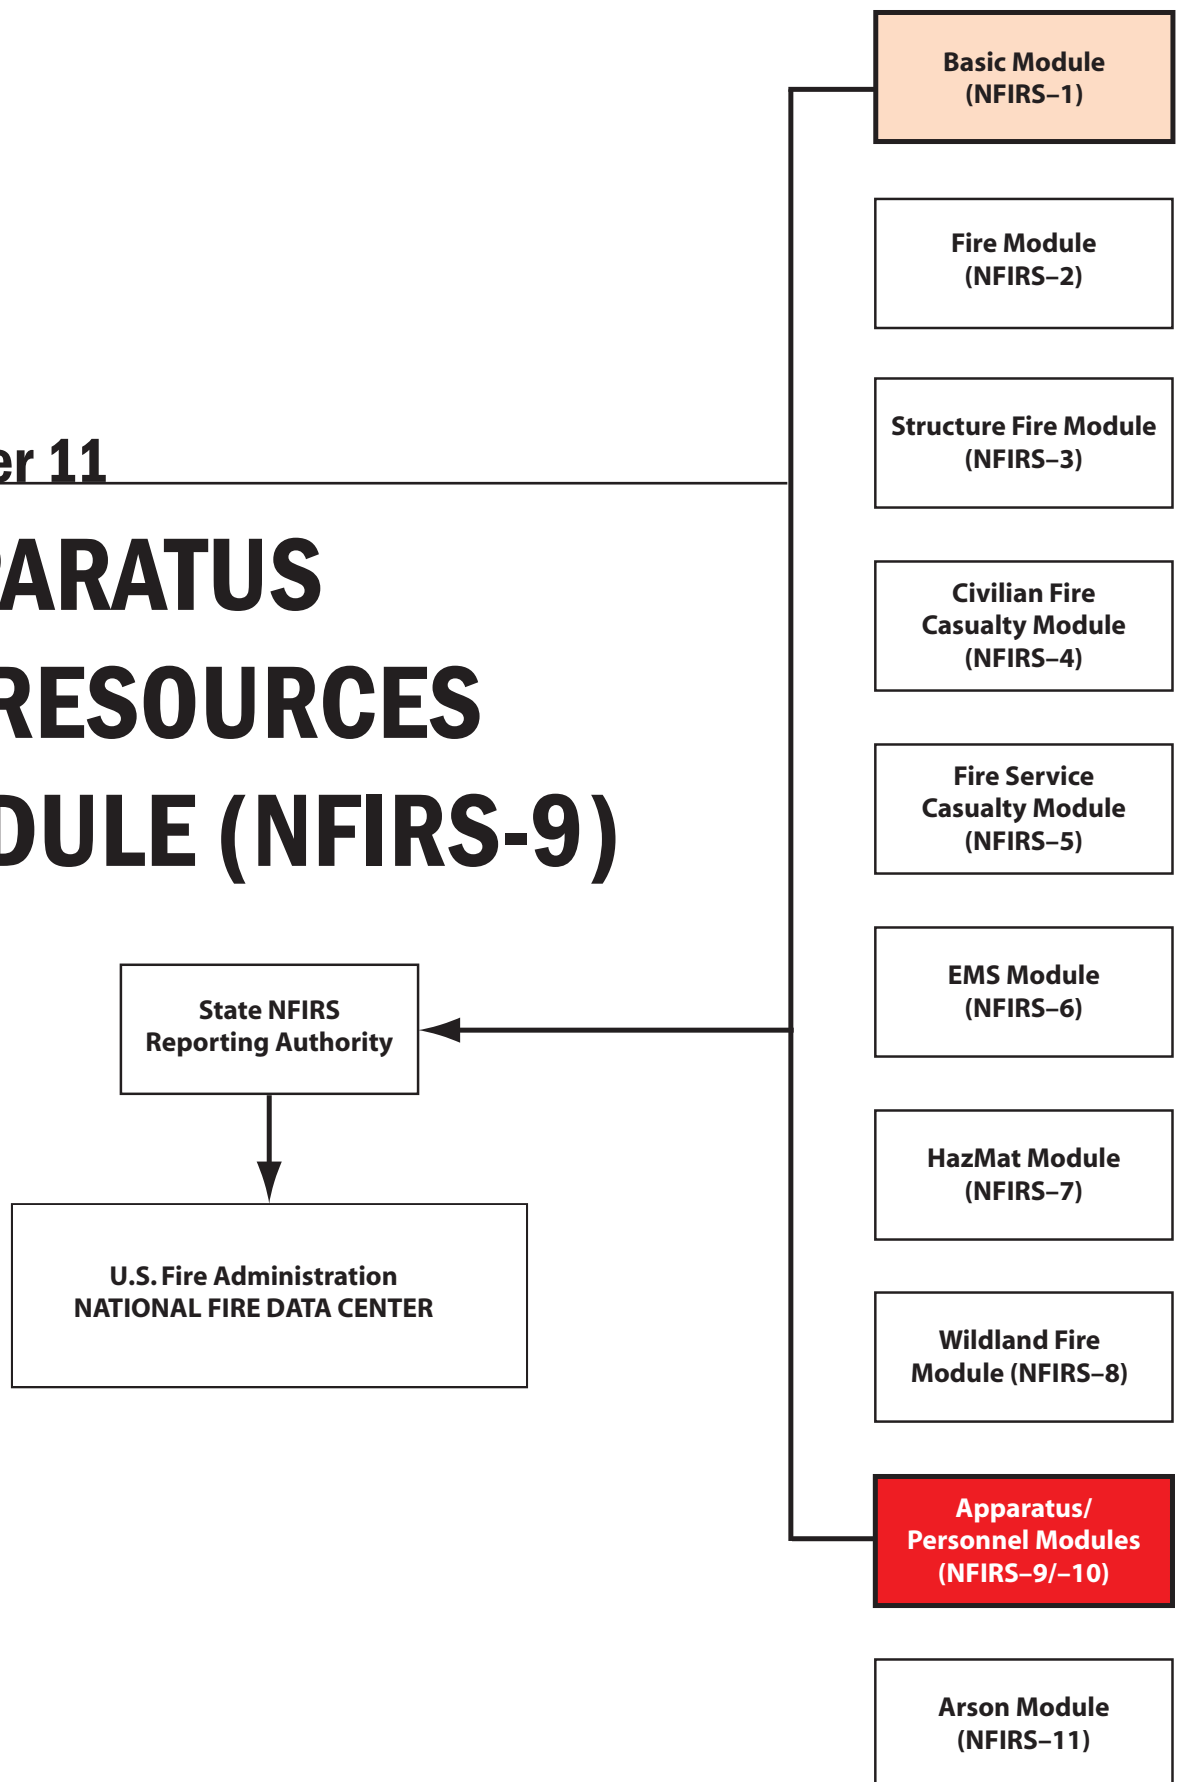 er 11
PARATUS
RESOURCES
DULE (NFIRS-9)
State NFIRS
Reporting Authority
U.S. Fire Administration
NATIONAL FIRE DATA CENTER
Basic Module
(NFIRS–1)
Fire Module
(NFIRS–2)
Structure Fire Module
(NFIRS–3)
Civilian Fire
Casualty Module
(NFIRS–4)
Fire Service
Casualty Module
(NFIRS–5)
EMS Module
(NFIRS–6)
HazMat Module
(NFIRS–7)
Wildland Fire
Module (NFIRS–8)
Apparatus/
Personnel Modules
(NFIRS–9/–10)
Arson Module
(NFIRS–11)